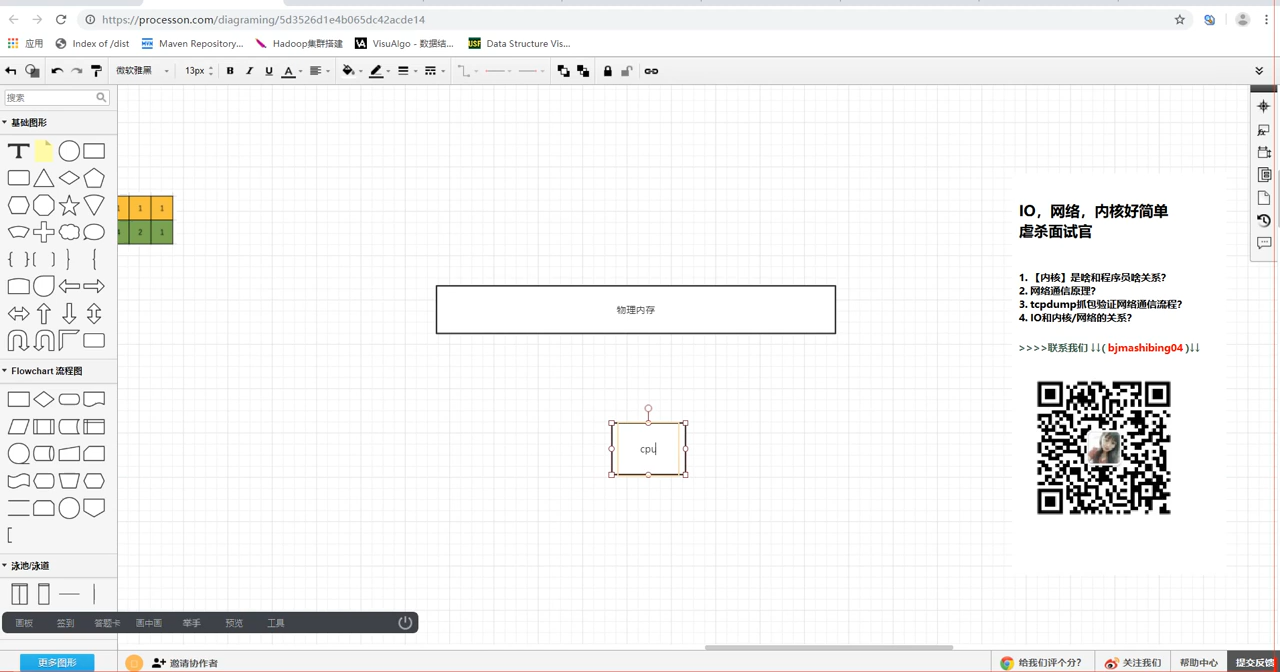 https://processon.com/diagraming/5d3526d1e4b065dc42acde14
应用
Index of /dist
Maven Repository...
Hadoop集群搭建
VisuAlgo - 数据结...
Data Structure Vis...
微软雅黑
13px
B
I
U
A
搜索
基础图形
T
1 1
2 1
物理内存
cpu
IO，网络，内核好简单
虐杀面试官
1. 【内核】是啥和程序员啥关系？
2. 网络通信原理？
3. tcpdump抓包验证网络通信流程？
4. IO和内核/网络的关系？
>>>>联系我们 ↓↓( bjmashibing04 )↓↓
Flowchart 流程图
泳池/泳道
画板
签到
答题卡
画中画
举手
预览
工具
更多图形
邀请协作者
给我们评个分？
关注我们
帮助中心
提交反馈